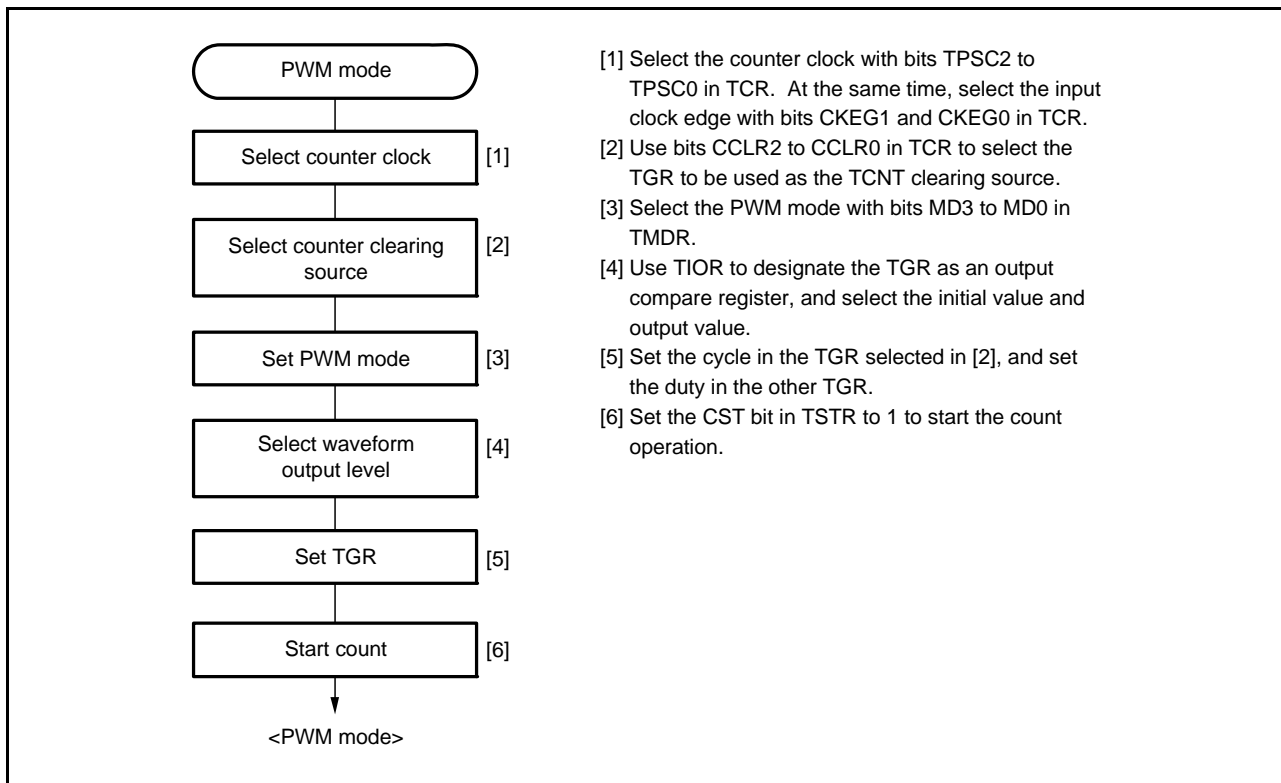 PWM mode
Select counter clock [1]
Select counter clearing [2]
source
Set PWM mode [3]
Select waveform [4]
output level
Set TGR [5]
Start count [6]
<PWM mode>
[1] Select the counter clock with bits TPSC2 to
TPSC0 in TCR.  At the same time, select the input
clock edge with bits CKEG1 and CKEG0 in TCR.
[2] Use bits CCLR2 to CCLR0 in TCR to select the
TGR to be used as the TCNT clearing source.
[3] Select the PWM mode with bits MD3 to MD0 in
TMDR.
[4] Use TIOR to designate the TGR as an output
compare register, and select the initial value and
output value.
[5] Set the cycle in the TGR selected in [2], and set
the duty in the other TGR.
[6] Set the CST bit in TSTR to 1 to start the count
operation.